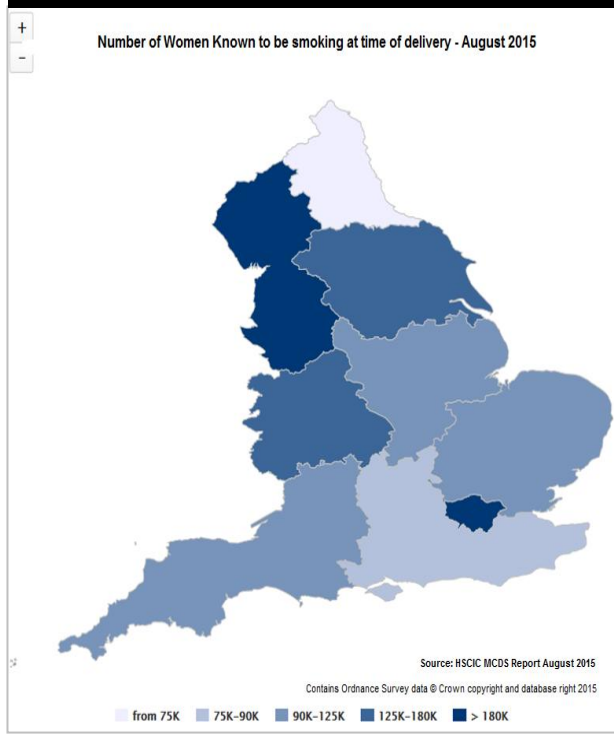 +
-
Number of Women Known to be smoking at time of delivery - August 2015
Source: HSCIC MCDS Report August 2015
Contains Ordnance Survey data © Crown copyright and database right 2015
from 75K 75K-90K 90K-125K 125K-180K > 180K